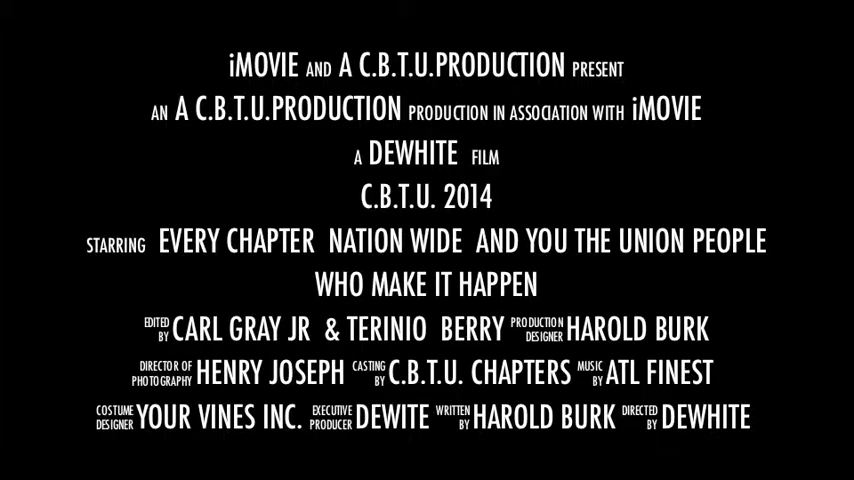 iMOVIE AND A C.B.T.U.PRODUCTION PRESENT
AN A C.B.T.U.PRODUCTION PRODUCTION IN ASSOCIATION WITH iMOVIE
A DEWHITE FILM
C.B.T.U. 2014
STARRING EVERY CHAPTER NATION WIDE AND YOU THE UNION PEOPLE
WHO MAKE IT HAPPEN
EDITED BY CARL GRAY JR & TERINIO BERRY PRODUCTION DESIGNER HAROLD BURK
DIRECTOR OF PHOTOGRAPHY HENRY JOSEPH CASTING BY C.B.T.U. CHAPTERS MUSIC BY ATL FINEST
COSTUME DESIGNER YOUR VINES INC. EXECUTIVE PRODUCER DEWITE WRITTEN BY HAROLD BURK DIRECTED BY DEWHITE